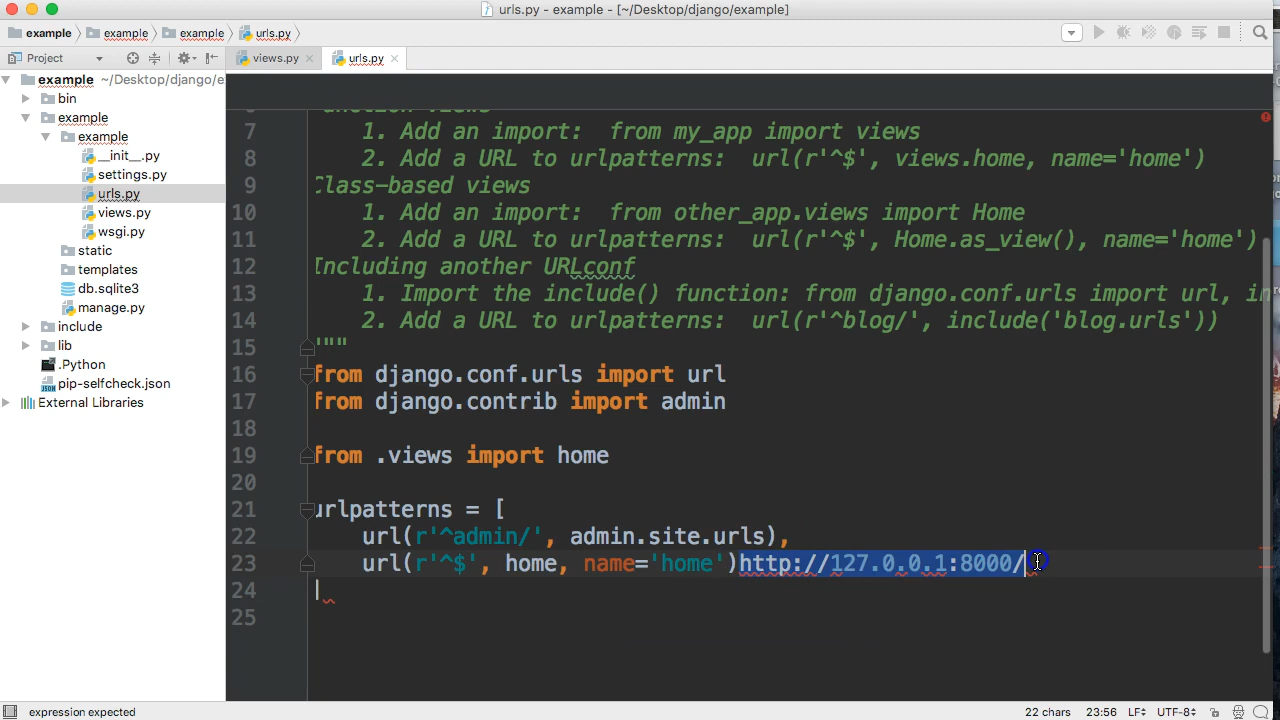 urls.py - example - [~/Desktop/django/example]
example example example urls.py
Project views.py urls.py
example ~/Desktop/django/e
bin
example
example
__init__.py
settings.py
urls.py
views.py
wsgi.py
static
templates
db.sqlite3
manage.py
include
lib
.Python
pip-selfcheck.json
External Libraries
7 1. Add an import: from my_app import views
8 2. Add a URL to urlpatterns: url(r'^$', views.home, name='home')
9 Class-based views
10 1. Add an import: from other_app.views import Home
11 2. Add a URL to urlpatterns: url(r'^$', Home.as_view(), name='home')
12 Including another URLconf
13 1. Import the include() function: from django.conf.urls import url, in
14 2. Add a URL to urlpatterns: url(r'^blog/', include('blog.urls'))
15 """
16 from django.conf.urls import url
17 from django.contrib import admin
18
19 from .views import home
20
21 urlpatterns = [
22 url(r'^admin/', admin.site.urls),
23 url(r'^$', home, name='home')http://127.0.0.1:8000/
24 ]
25
expression expected 22 chars 23:56 LF UTF-8